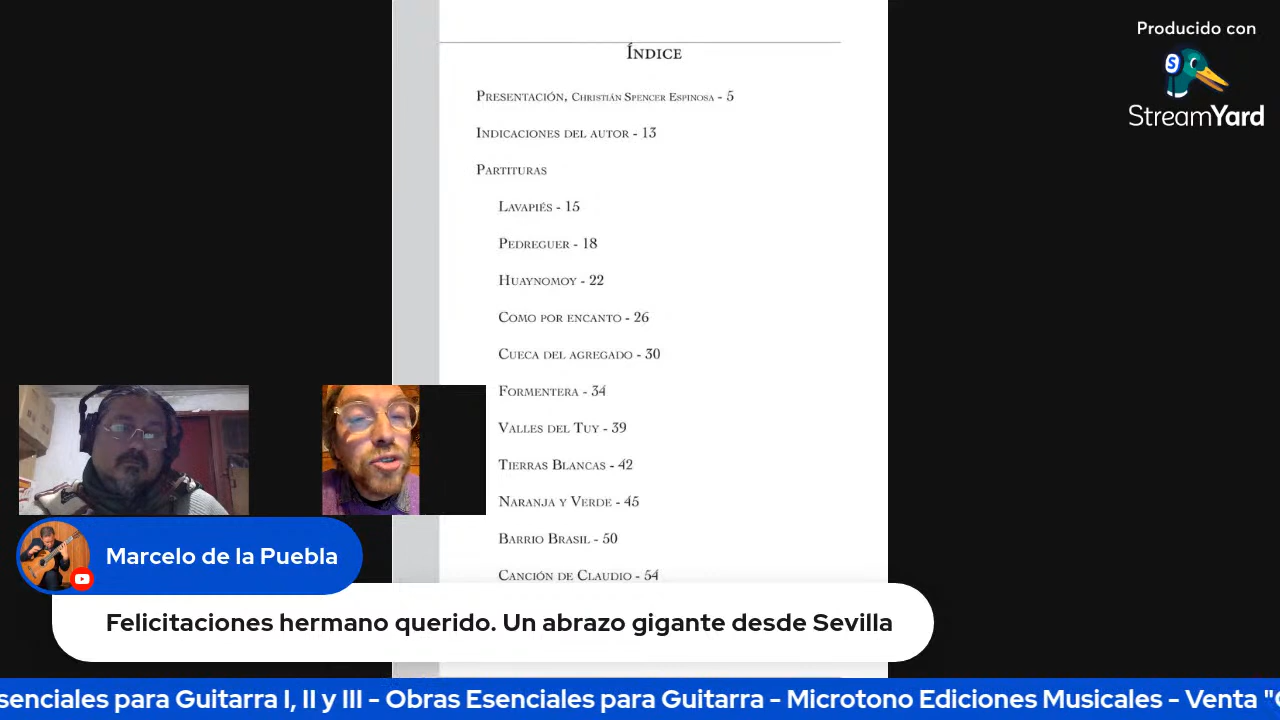 Producido con
StreamYard
ÍNDICE
PRESENTACIÓN, CHRISTIÁN SPENCER ESPINOSA - 5
INDICACIONES DEL AUTOR - 13
PARTITURAS
LAVAPIÉS - 15
PEDREGUER - 18
HUAYNOMOY - 22
COMO POR ENCANTO - 26
CUECA DEL AGREGADO - 30
FORMENTERA - 34
VALLES DEL TUY - 39
TIERRAS BLANCAS - 42
NARANJA Y VERDE - 45
BARRIO BRASIL - 50
CANCIÓN DE CLAUDIO - 54
Marcelo de la Puebla
Felicitaciones hermano querido. Un abrazo gigante desde Sevilla
senciales para Guitarra I, II y III - Obras Esenciales para Guitarra - Microtono Ediciones Musicales - Venta "